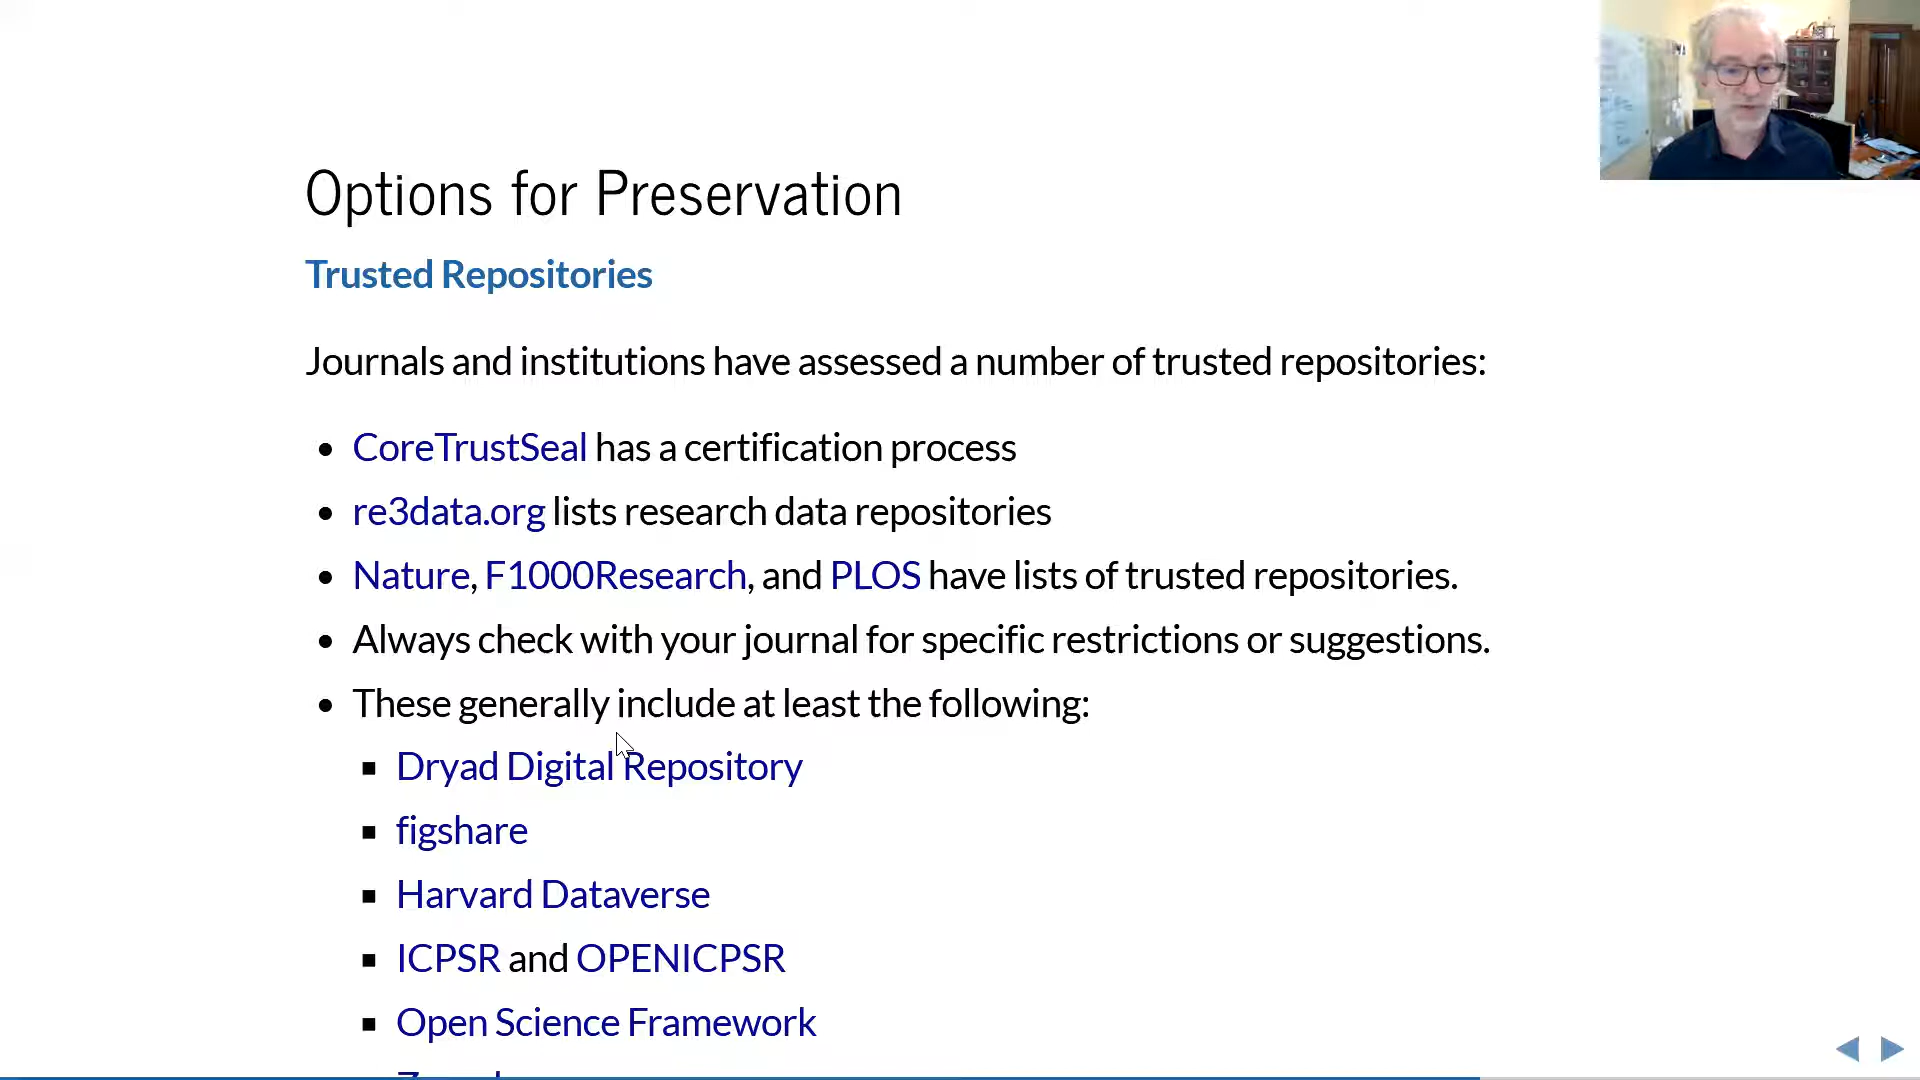 Options for Preservation
Trusted Repositories
Journals and institutions have assessed a number of trusted repositories:
• CoreTrustSeal has a certification process
• re3data.org lists research data repositories
• Nature, F1000Research, and PLOS have lists of trusted repositories.
• Always check with your journal for specific restrictions or suggestions.
• These generally include at least the following:
▪ Dryad Digital Repository
▪ figshare
▪ Harvard Dataverse
▪ ICPSR and OPENICPSR
▪ Open Science Framework